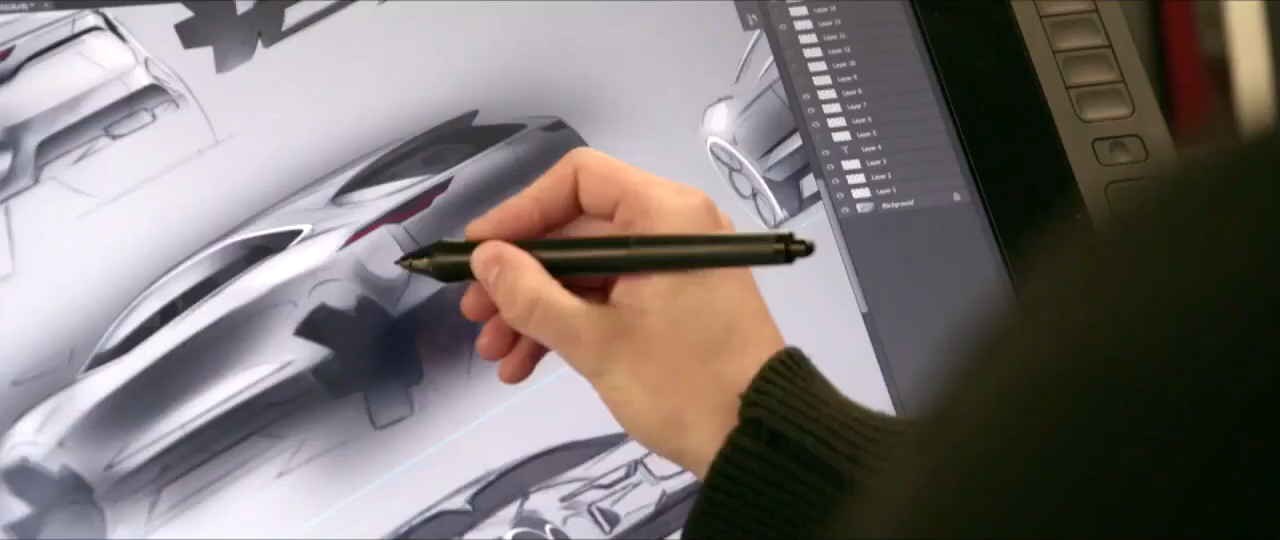 Layer 14
Layer 13
Layer 11
Layer 12
Layer 10
Layer 9
Layer 8
Layer 7
Layer 6
Layer 5
Layer 4
Layer 3
Layer 2
Layer 1
Background